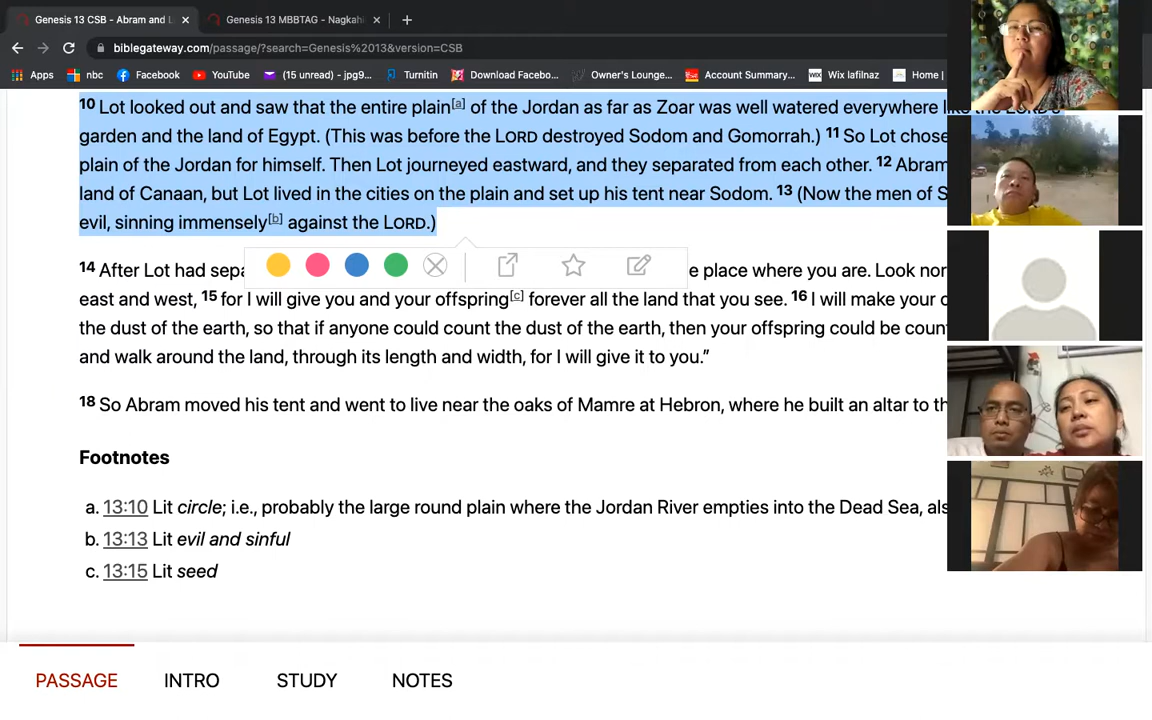 Genesis 13 CSB - Abram and L
Genesis 13 MBBTAG - Nagkahi
biblegateway.com/passage/?search=Genesis%2013&version=CSB
Apps nbc Facebook YouTube (15 unread) - jpg9... Turnitin Download Facebo... Owner's Lounge... Account Summary... Wix lafilnaz Home |
10 Lot looked out and saw that the entire plain[a] of the Jordan as far as Zoar was well watered everywhere like the LORD's
garden and the land of Egypt. (This was before the LORD destroyed Sodom and Gomorrah.) 11 So Lot chose
plain of the Jordan for himself. Then Lot journeyed eastward, and they separated from each other. 12 Abram
land of Canaan, but Lot lived in the cities on the plain and set up his tent near Sodom. 13 (Now the men of S
evil, sinning immensely[b] against the LORD.)
14 After Lot had sepa e place where you are. Look nor
east and west, 15 for I will give you and your offspring[c] forever all the land that you see. 16 I will make your o
the dust of the earth, so that if anyone could count the dust of the earth, then your offspring could be coun
and walk around the land, through its length and width, for I will give it to you.”
18 So Abram moved his tent and went to live near the oaks of Mamre at Hebron, where he built an altar to th
Footnotes
a. 13:10 Lit circle; i.e., probably the large round plain where the Jordan River empties into the Dead Sea, als
b. 13:13 Lit evil and sinful
c. 13:15 Lit seed
PASSAGE INTRO STUDY NOTES